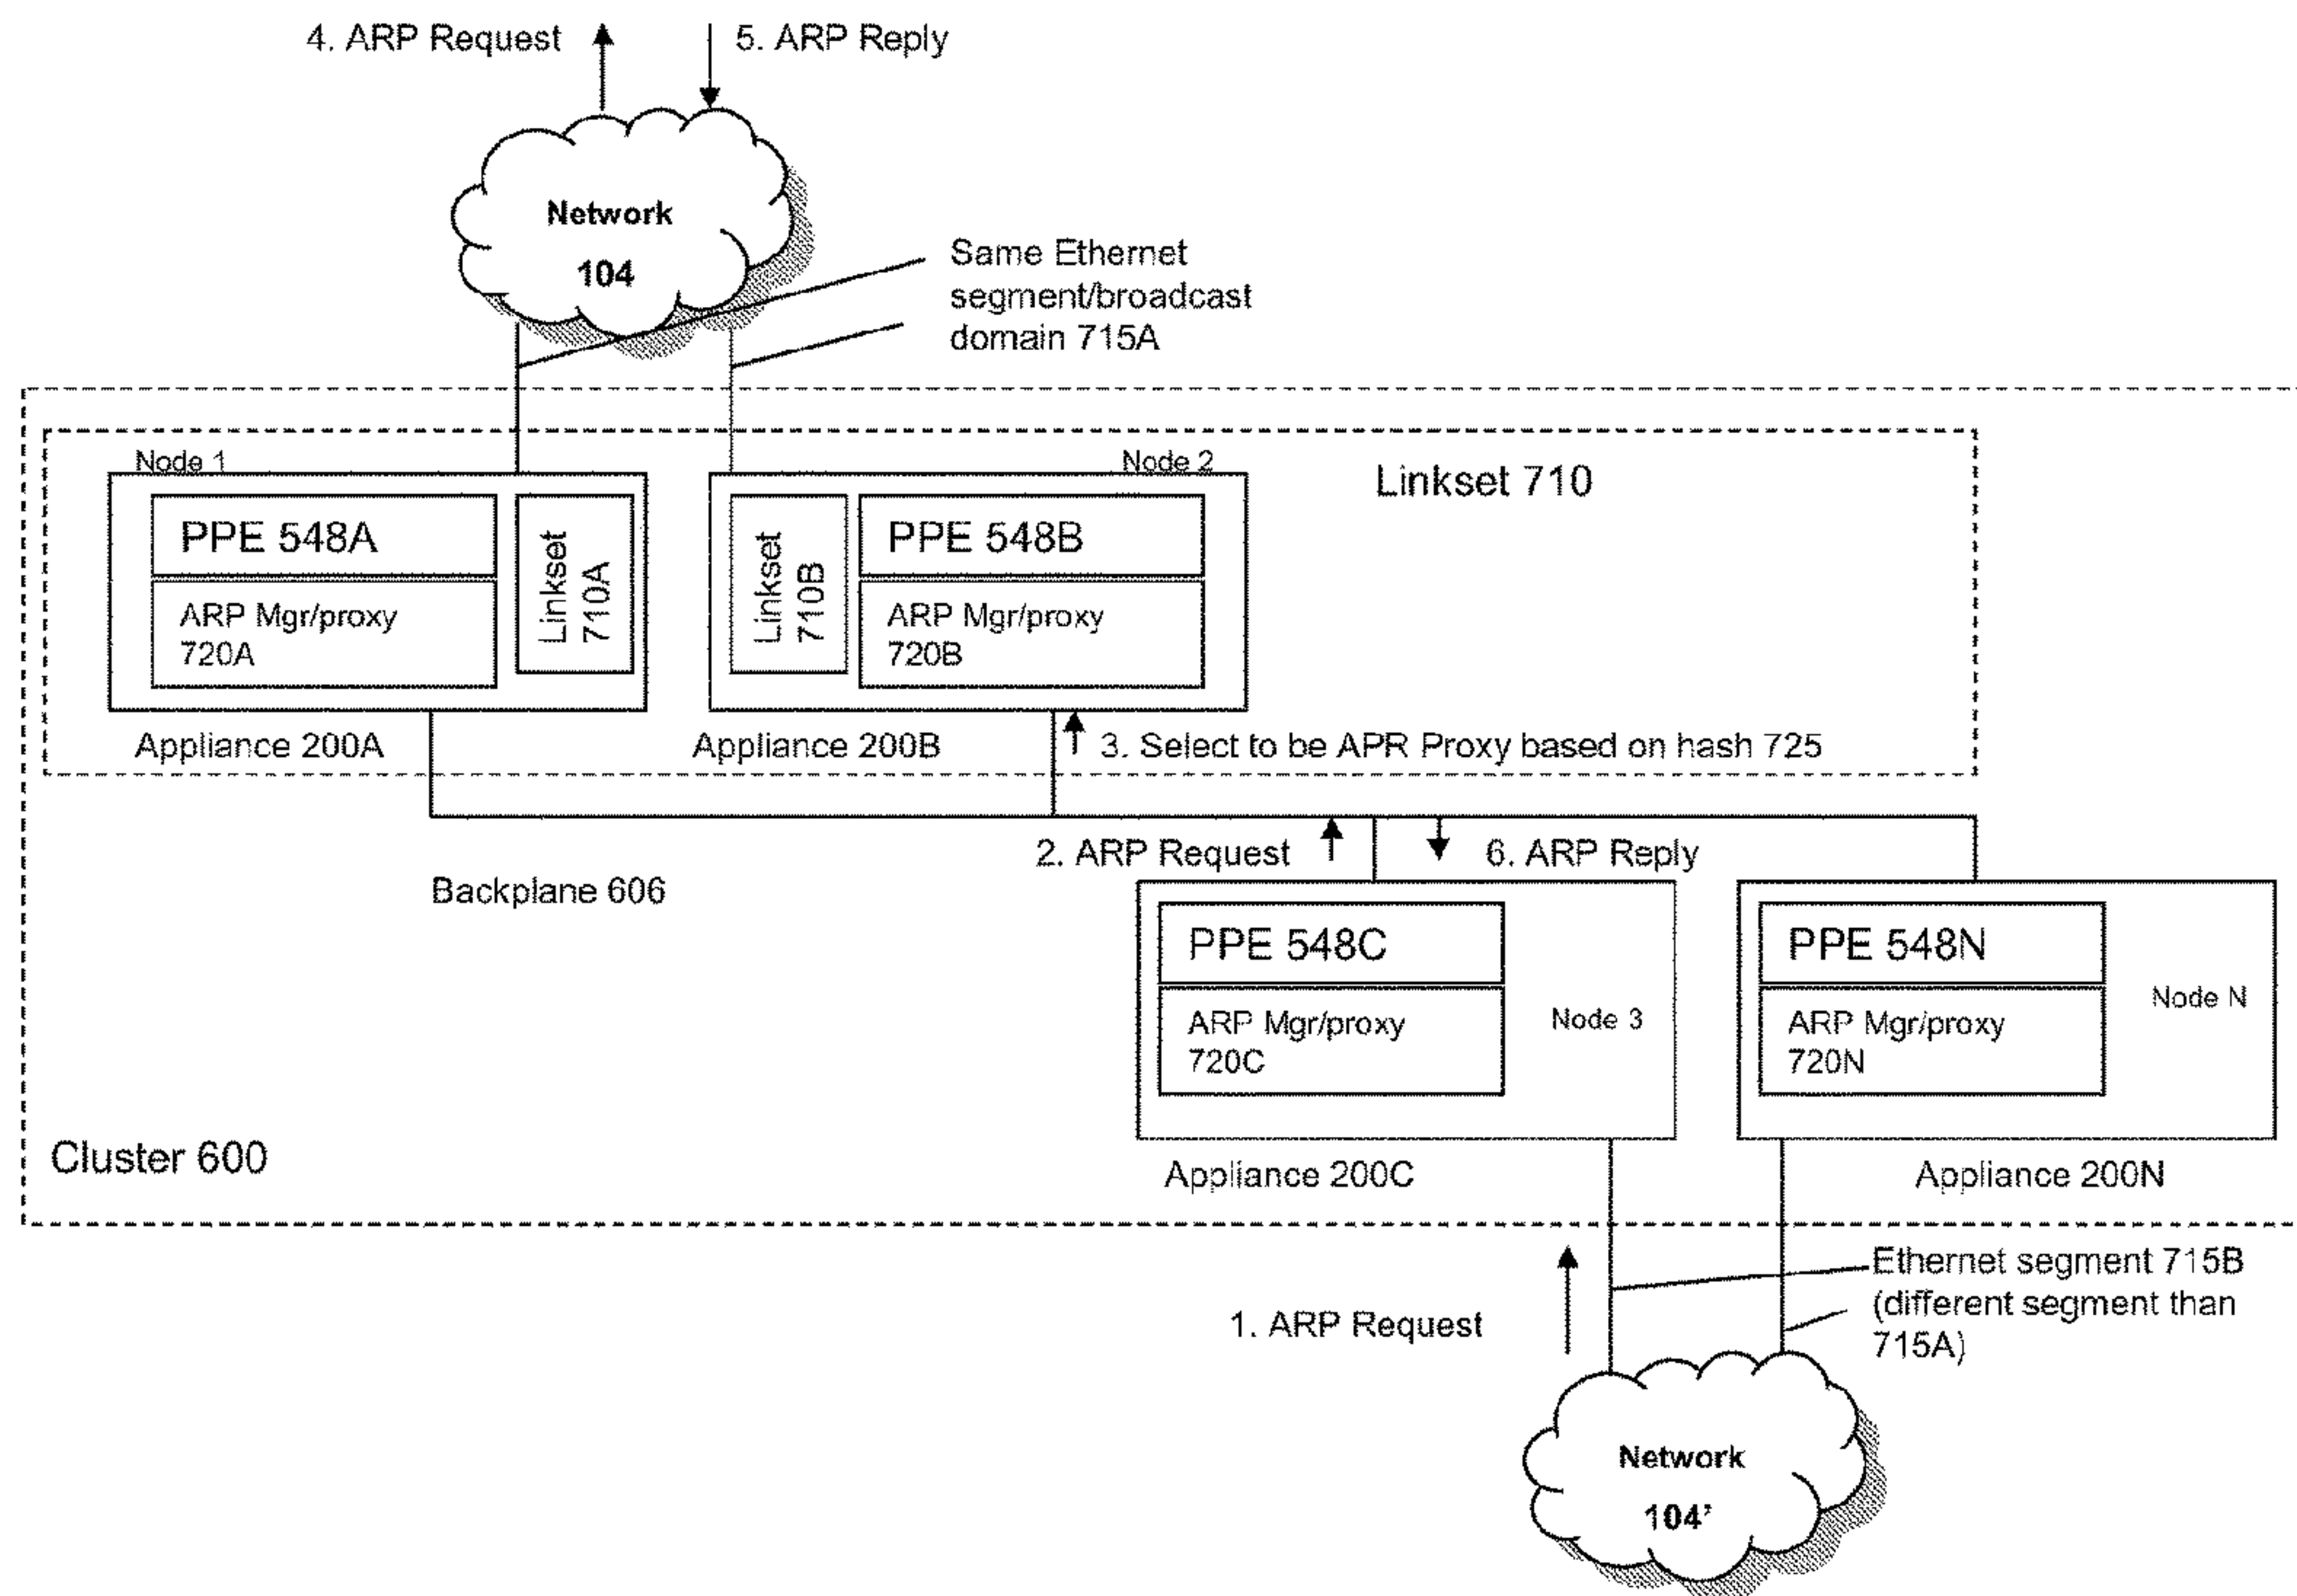 4. ARP Request
5. ARP Reply
Network
104
Same Ethernet
segment/broadcast
domain 715A
Node 1
Node 2
Linkset 710
PPE 548A
ARP Mgr/proxy
720A
Linkset
710A
Linkset
710B
PPE 548B
ARP Mgr/proxy
720B
Appliance 200A
Appliance 200B
3. Select to be APR Proxy based on hash 725
2. ARP Request
6. ARP Reply
Backplane 606
PPE 548C
ARP Mgr/proxy
720C
Node 3
PPE 548N
ARP Mgr/proxy
720N
Node N
Cluster 600
Appliance 200C
Appliance 200N
1. ARP Request
Ethernet segment 715B
(different segment than
715A)
Network
104'